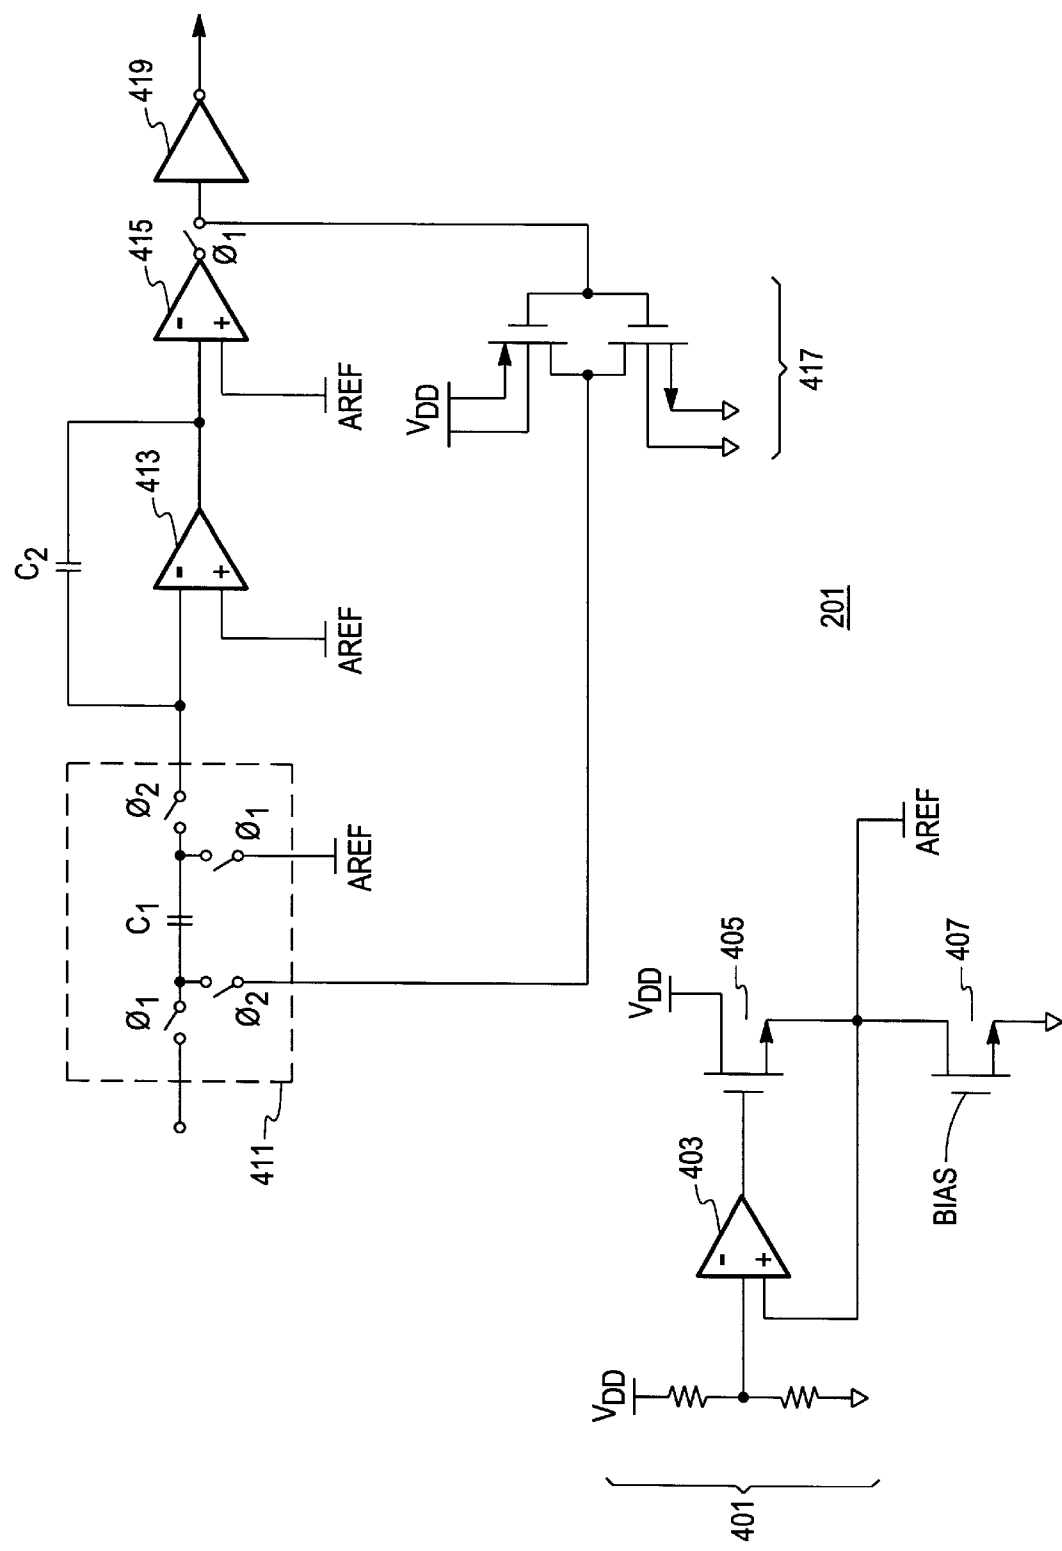 C2
419
415
Ø1
413
AREF
AREF
Ø2
Ø1
C1
AREF
Ø1
Ø2
411
VDD
417
201
VDD
405
AREF
407
403
BIAS
VDD
401
-
+
-
+
-
+